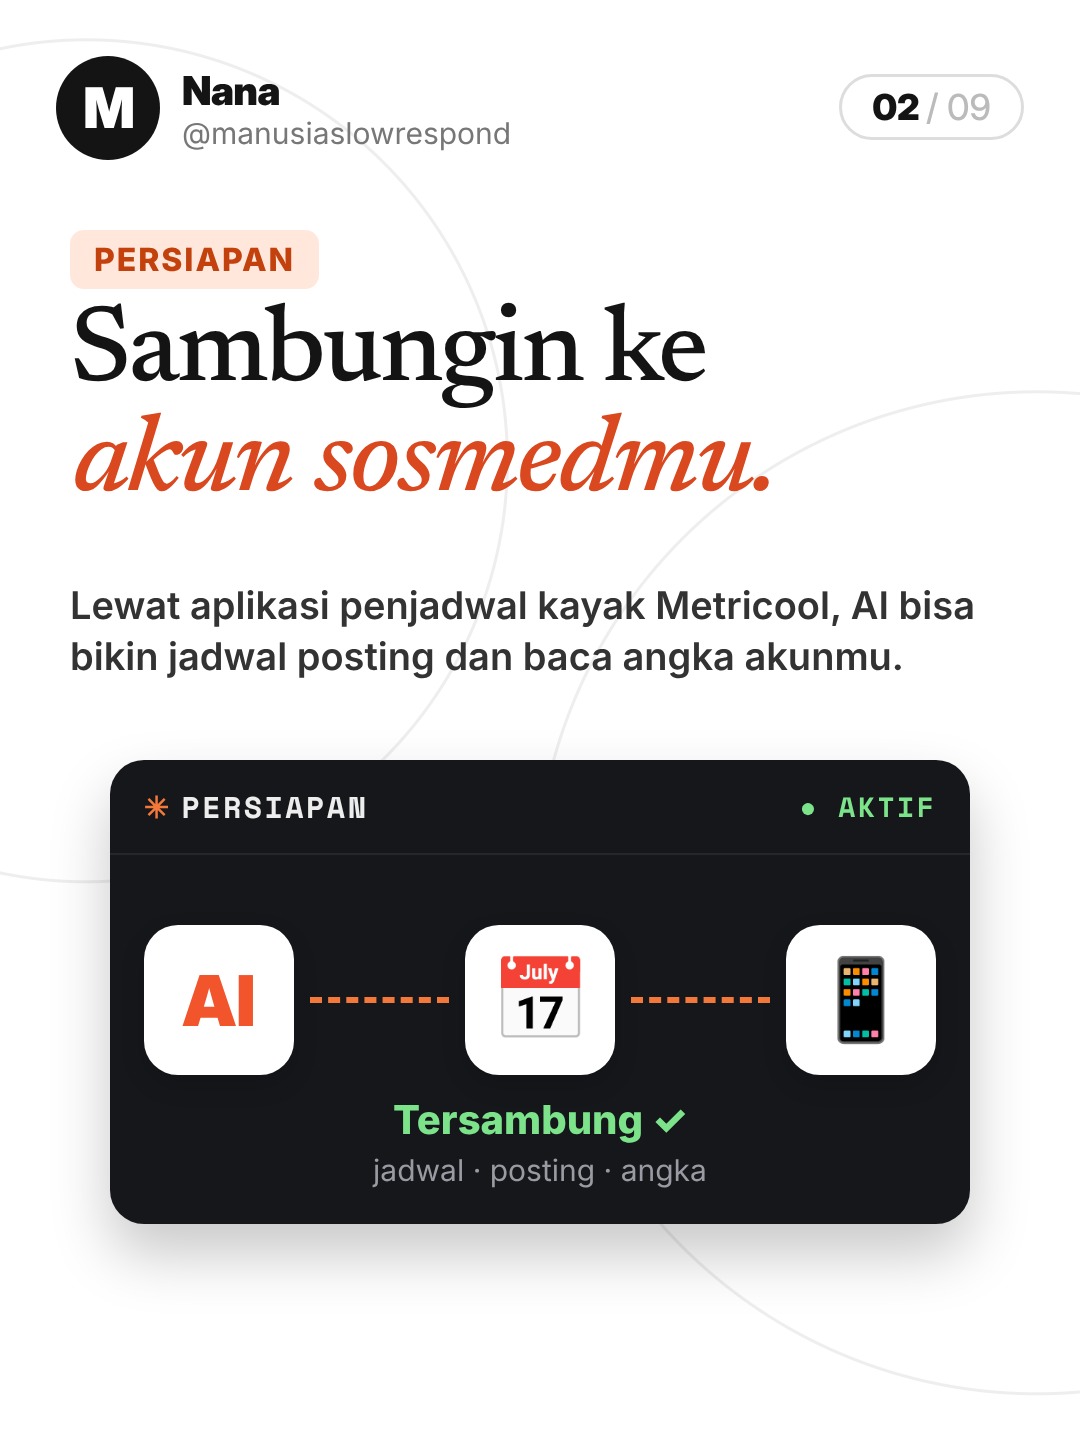 M
Nana
@manusiaslowrespond
02 / 09
PERSIAPAN
Sambungin ke
akun sosmedmu.
Lewat aplikasi penjadwal kayak Metricool, AI bisa
bikin jadwal posting dan baca angka akunmu.
✳ PERSIAPAN
● AKTIF
AI
July
17
Tersambung ✓
jadwal · posting · angka